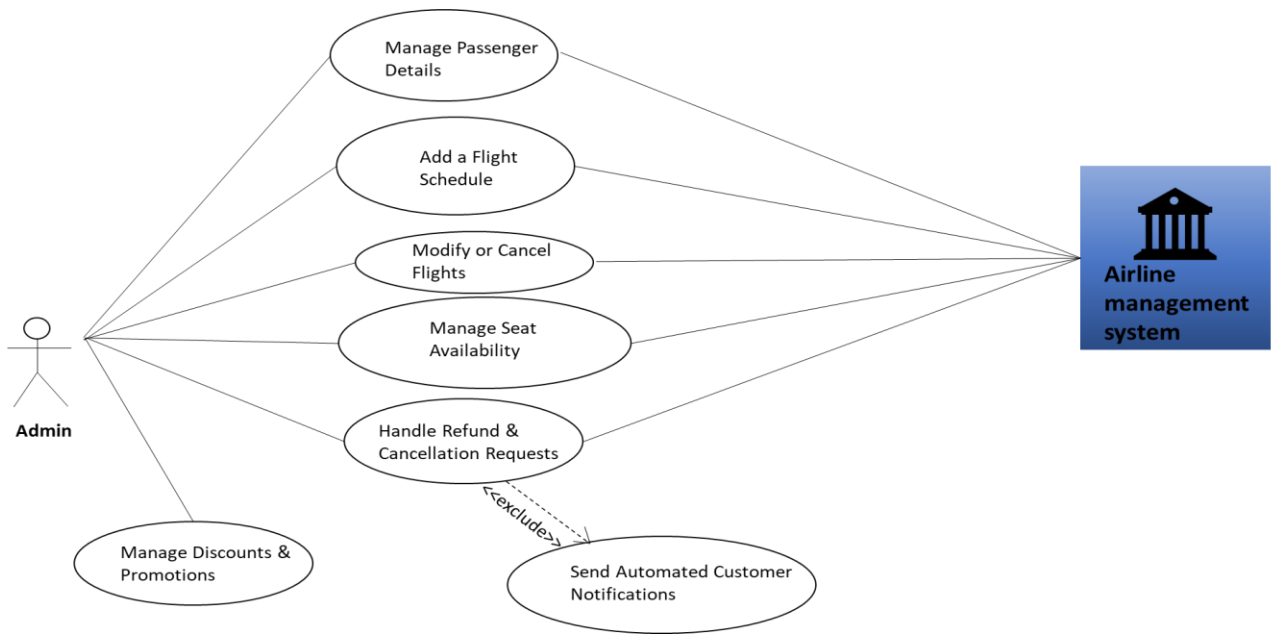 Manage Passenger
Details
Add a Flight
Schedule
Modify or Cancel
Flights
Manage Seat
Availability
Handle Refund &
Cancellation Requests
<<exclude>>
Manage Discounts &
Promotions
Send Automated Customer
Notifications
Admin
Airline
management
system